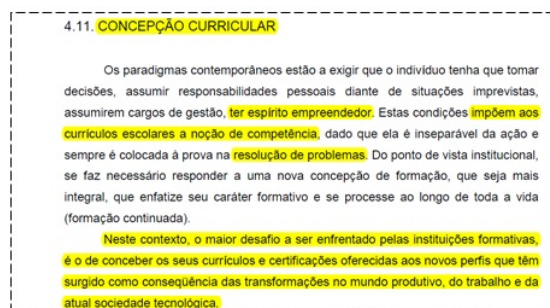 4.11. CONCEPÇÃO CURRICULAR
Os paradigmas contemporâneos estão a exigir que o indivíduo tenha que tomar
decisões, assumir responsabilidades pessoais diante de situações imprevistas,
assumirem cargos de gestão, ter espírito empreendedor. Estas condições impõem aos
currículos escolares a noção de competência, dado que ela é inseparável da ação e
sempre é colocada à prova na resolução de problemas. Do ponto de vista institucional,
se faz necessário responder a uma nova concepção de formação, que seja mais
integral, que enfatize seu caráter formativo e se processe ao longo de toda a vida
(formação continuada).
Neste contexto, o maior desafio a ser enfrentado pelas instituições formativas,
é o de conceber os seus currículos e certificações oferecidas aos novos perfis que têm
surgido como conseqüência das transformações no mundo produtivo, do trabalho e da
atual sociedade tecnológica.